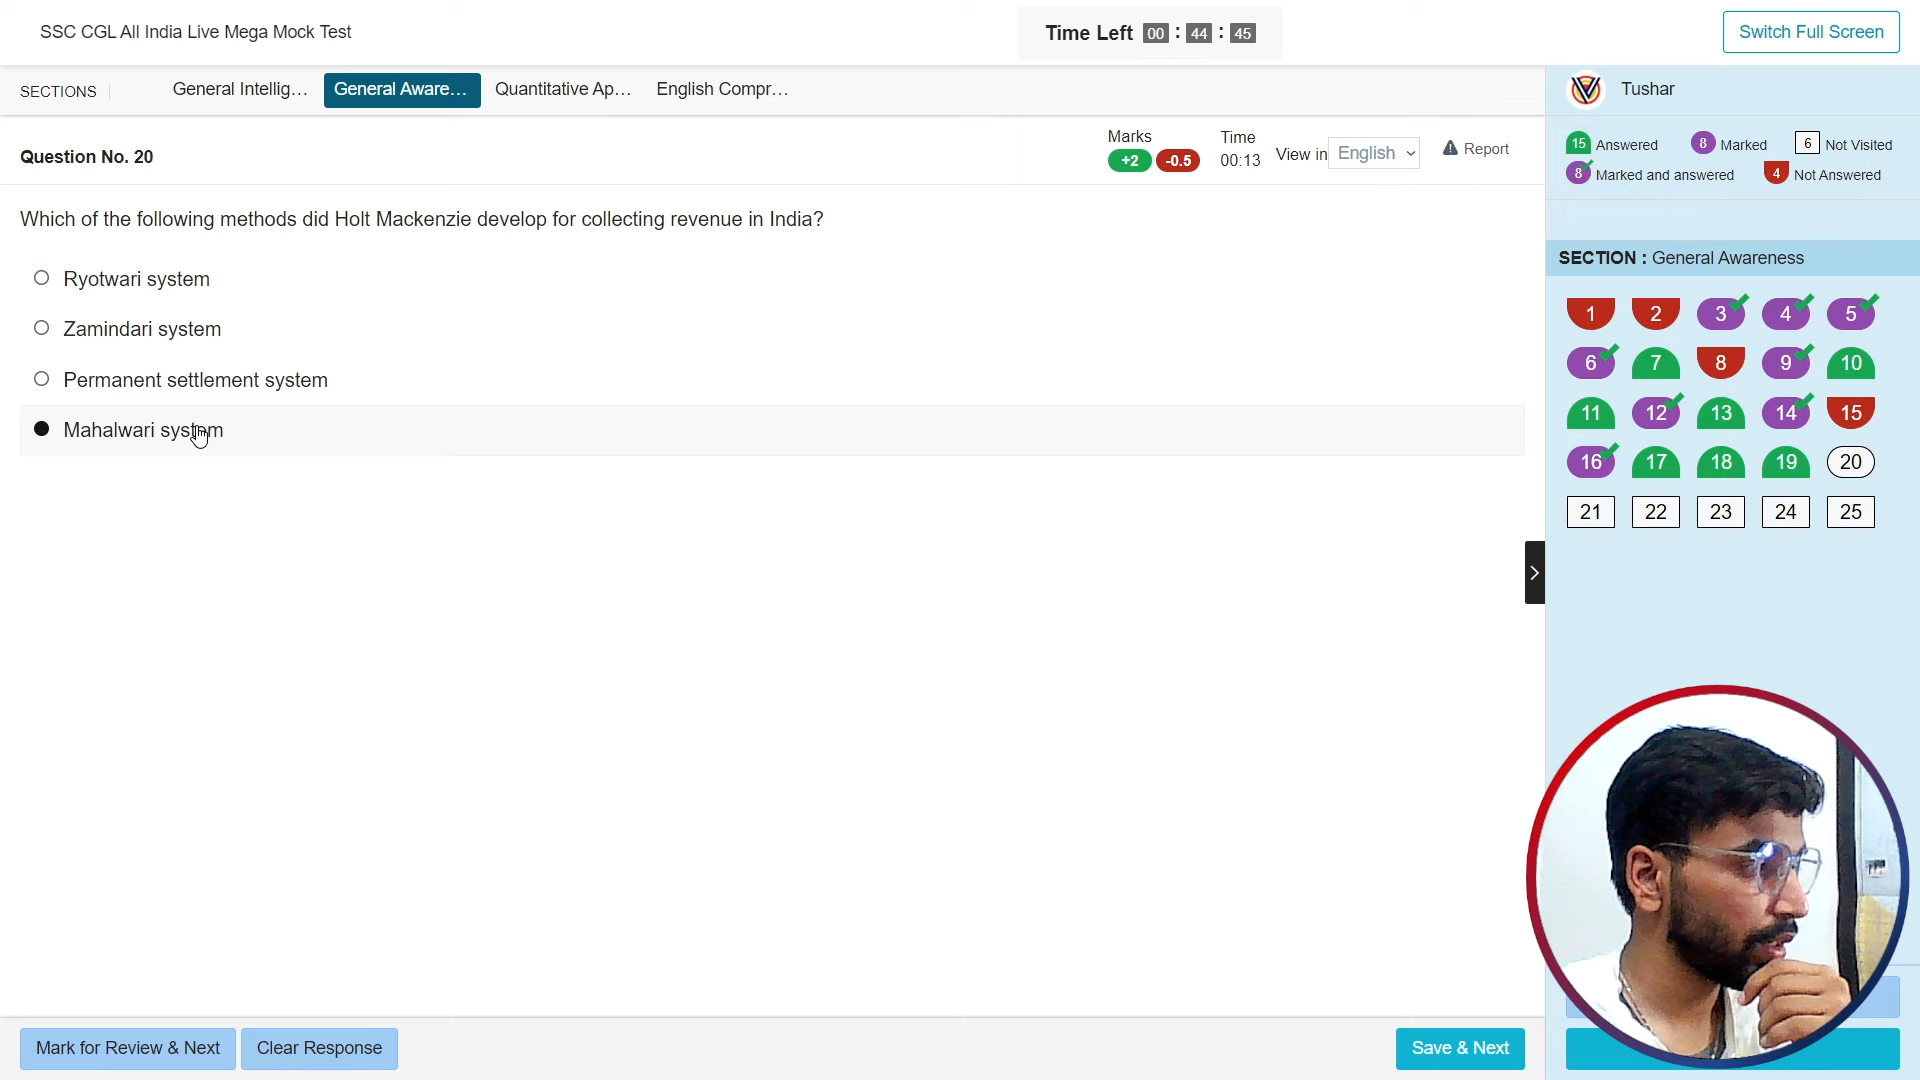 SSC CGL All India Live Mega Mock Test
Time Left 00 : 44 : 45
Switch Full Screen
SECTIONS
General Intellig...
General Aware...
Quantitative Ap...
English Compr...
Tushar
Question No. 20
Marks
+2 -0.5
Time
00:13
View in English
Report
15 Answered
8 Marked
6 Not Visited
8 Marked and answered
4 Not Answered
Which of the following methods did Holt Mackenzie develop for collecting revenue in India?
Ryotwari system
Zamindari system
Permanent settlement system
Mahalwari system
SECTION : General Awareness
1 2 3 4 5
6 7 8 9 10
11 12 13 14 15
16 17 18 19 20
21 22 23 24 25
Mark for Review & Next
Clear Response
Save & Next